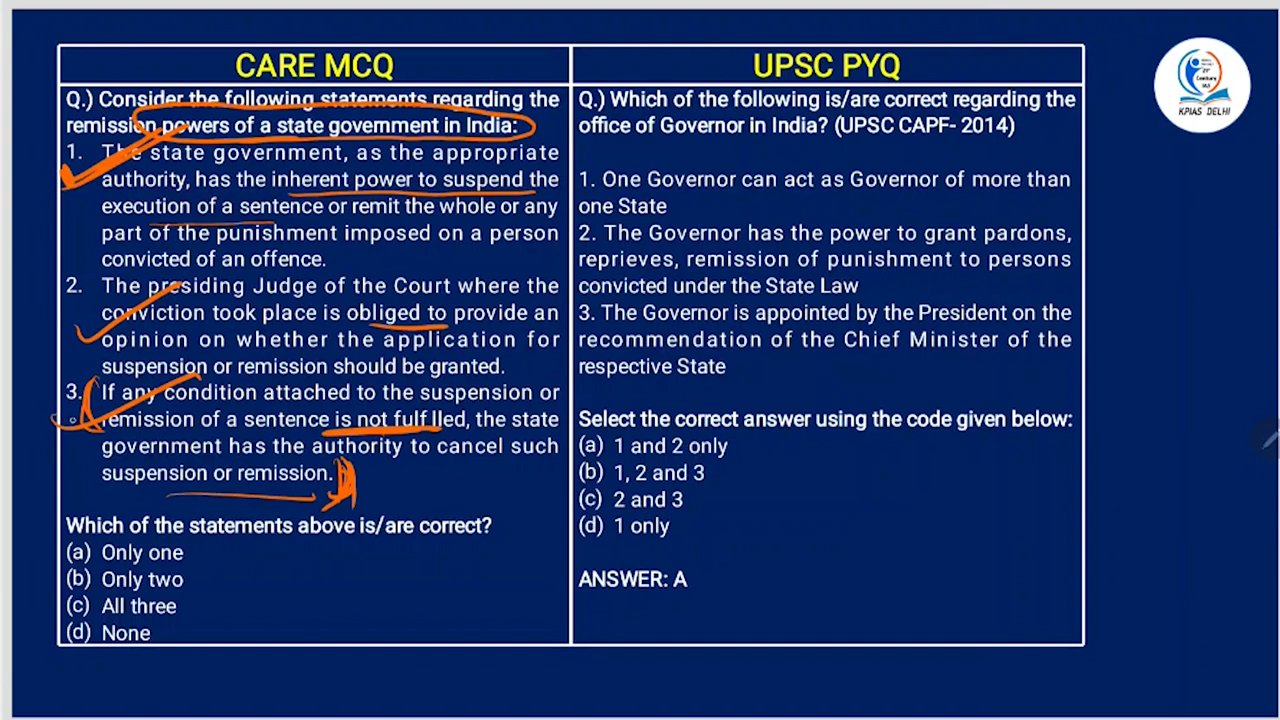 CARE MCQ
Q.) Consider the following statements regarding the
remission powers of a state government in India:
1. The state government, as the appropriate
authority, has the inherent power to suspend the
execution of a sentence or remit the whole or any
part of the punishment imposed on a person
convicted of an offence.
2. The presiding Judge of the Court where the
conviction took place is obliged to provide an
opinion on whether the application for
suspension or remission should be granted.
3. If any condition attached to the suspension or
remission of a sentence is not fulf lled, the state
government has the authority to cancel such
suspension or remission.
Which of the statements above is/are correct?
(a) Only one
(b) Only two
(c) All three
(d) None
UPSC PYQ
Q.) Which of the following is/are correct regarding the
office of Governor in India? (UPSC CAPF- 2014)
1. One Governor can act as Governor of more than
one State
2. The Governor has the power to grant pardons,
reprieves, remission of punishment to persons
convicted under the State Law
3. The Governor is appointed by the President on the
recommendation of the Chief Minister of the
respective State
Select the correct answer using the code given below:
(a) 1 and 2 only
(b) 1, 2 and 3
(c) 2 and 3
(d) 1 only
ANSWER: A
21st
Century
KPIAS DELHI